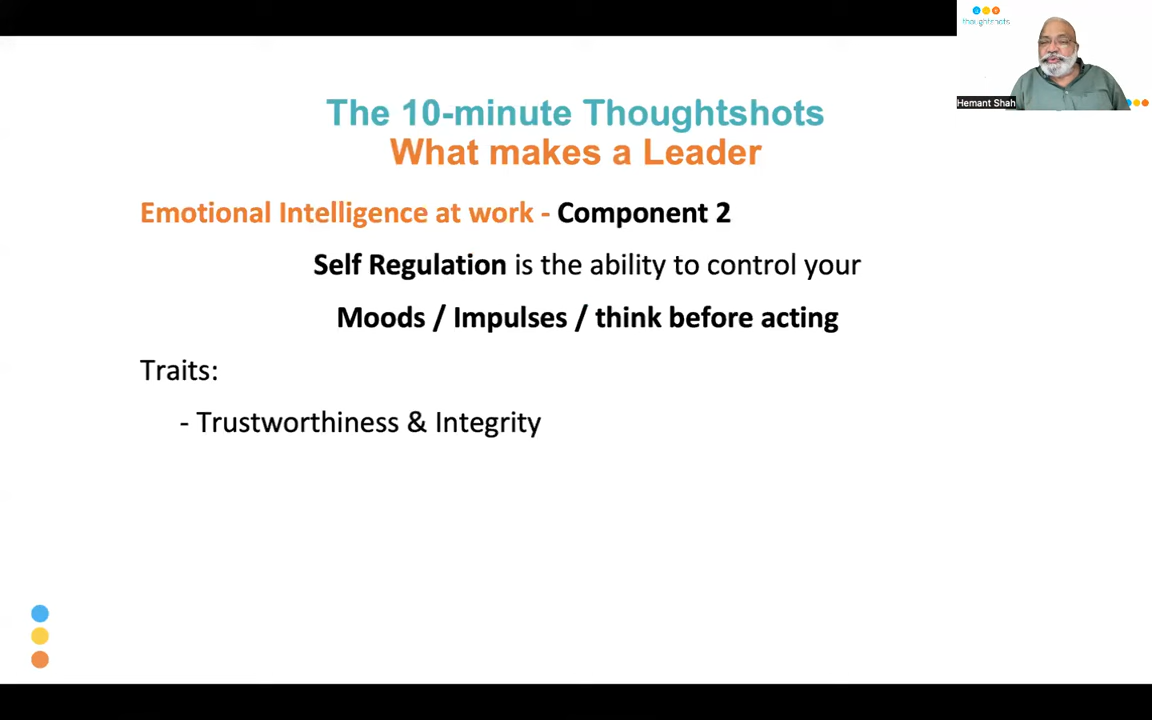 thoughtshots
Hemant Shah
The 10-minute Thoughtshots
What makes a Leader
Emotional Intelligence at work - Component 2
Self Regulation is the ability to control your
Moods / Impulses / think before acting
Traits:
- Trustworthiness & Integrity